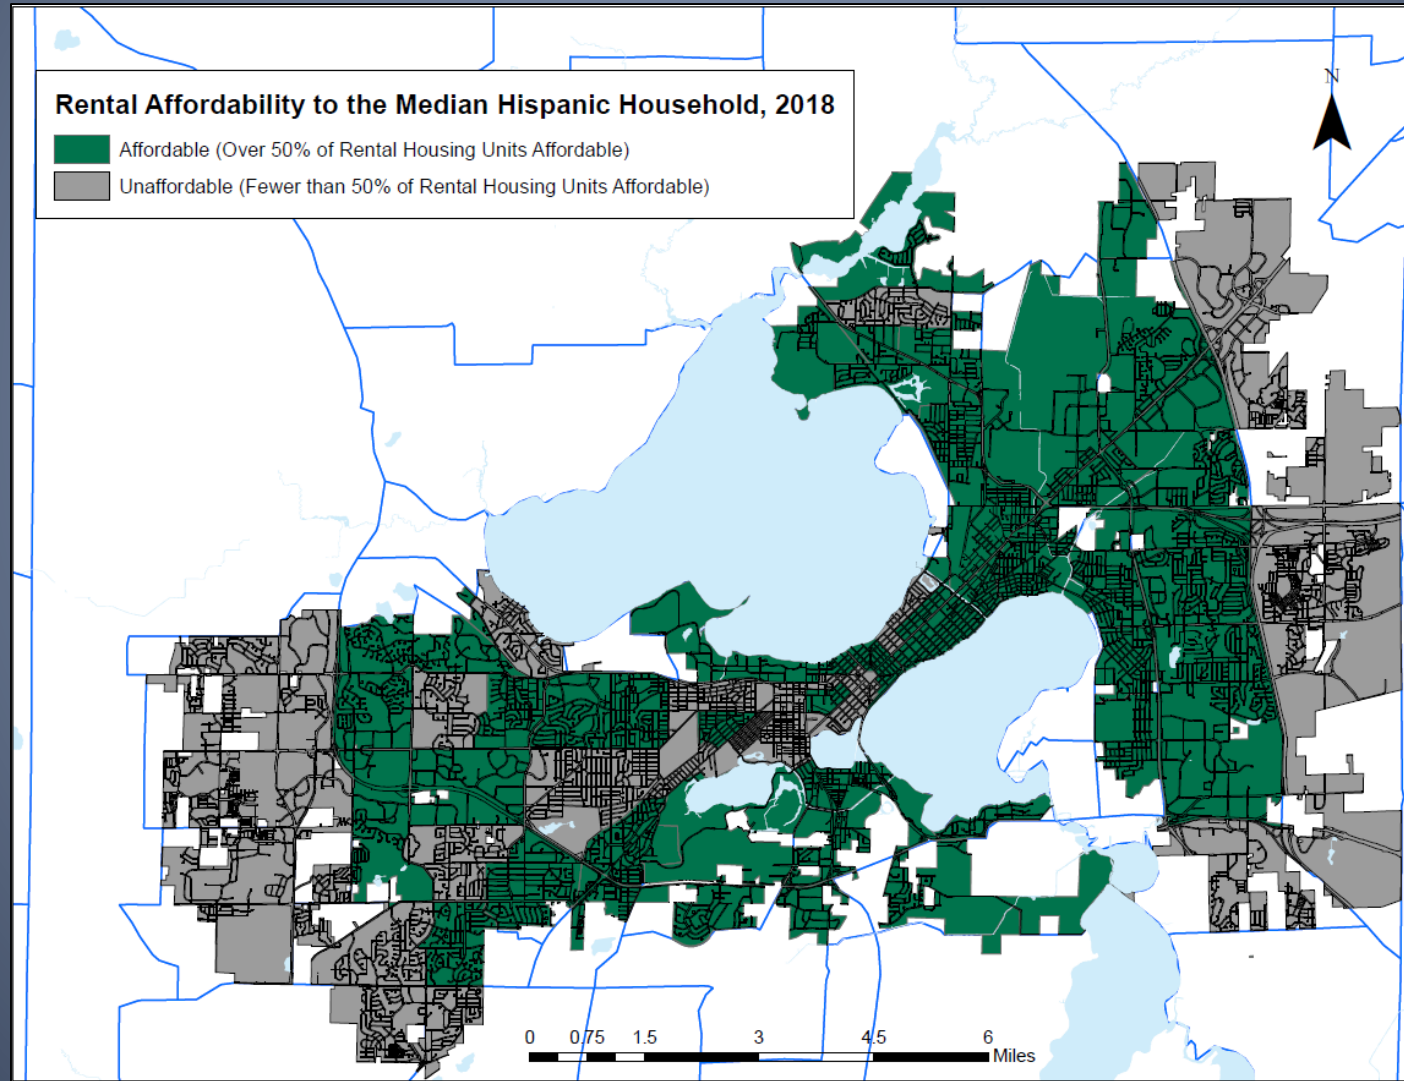 Rental Affordability to the Median Hispanic Household, 2018
Affordable (Over 50% of Rental Housing Units Affordable)
Unaffordable (Fewer than 50% of Rental Housing Units Affordable)
N
0 0.75 1.5 3 4.5 6
Miles